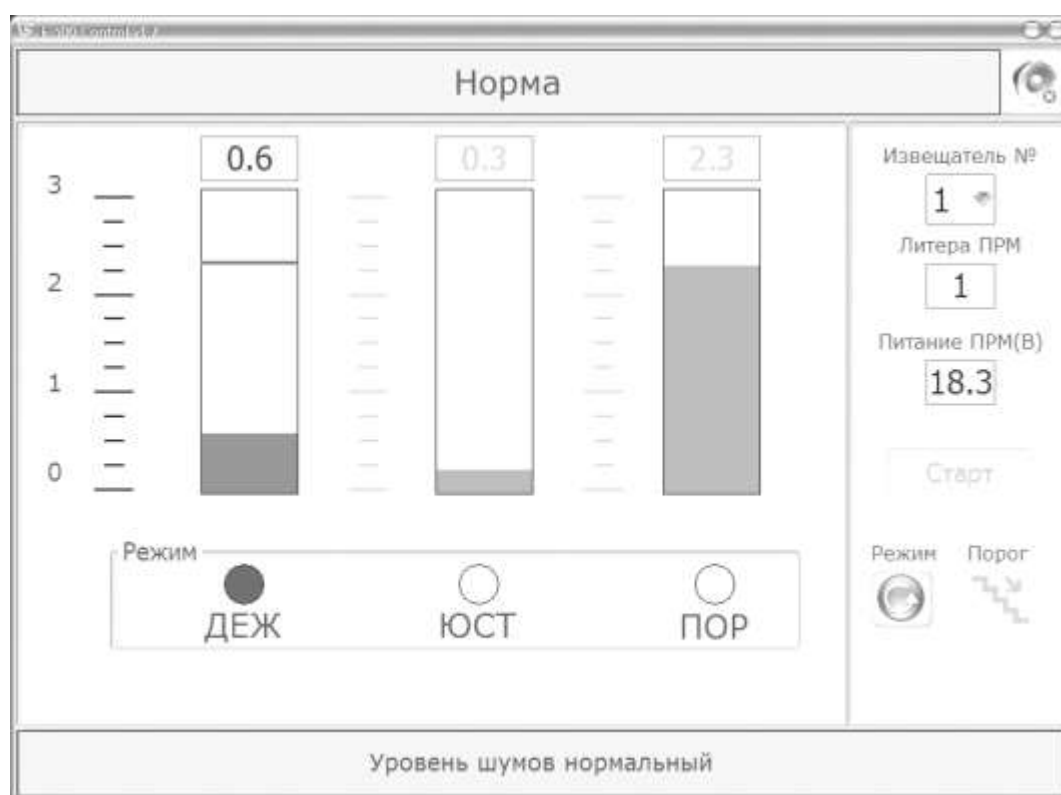 Норма
0.6
0.3
2.3
3
2
1
0
Извещатель №
1
Литера ПРМ
1
Питание ПРМ(В)
18.3
Старт
Режим
Порог
Режим
ДЕЖ
ЮСТ
ПОР
Уровень шумов нормальный